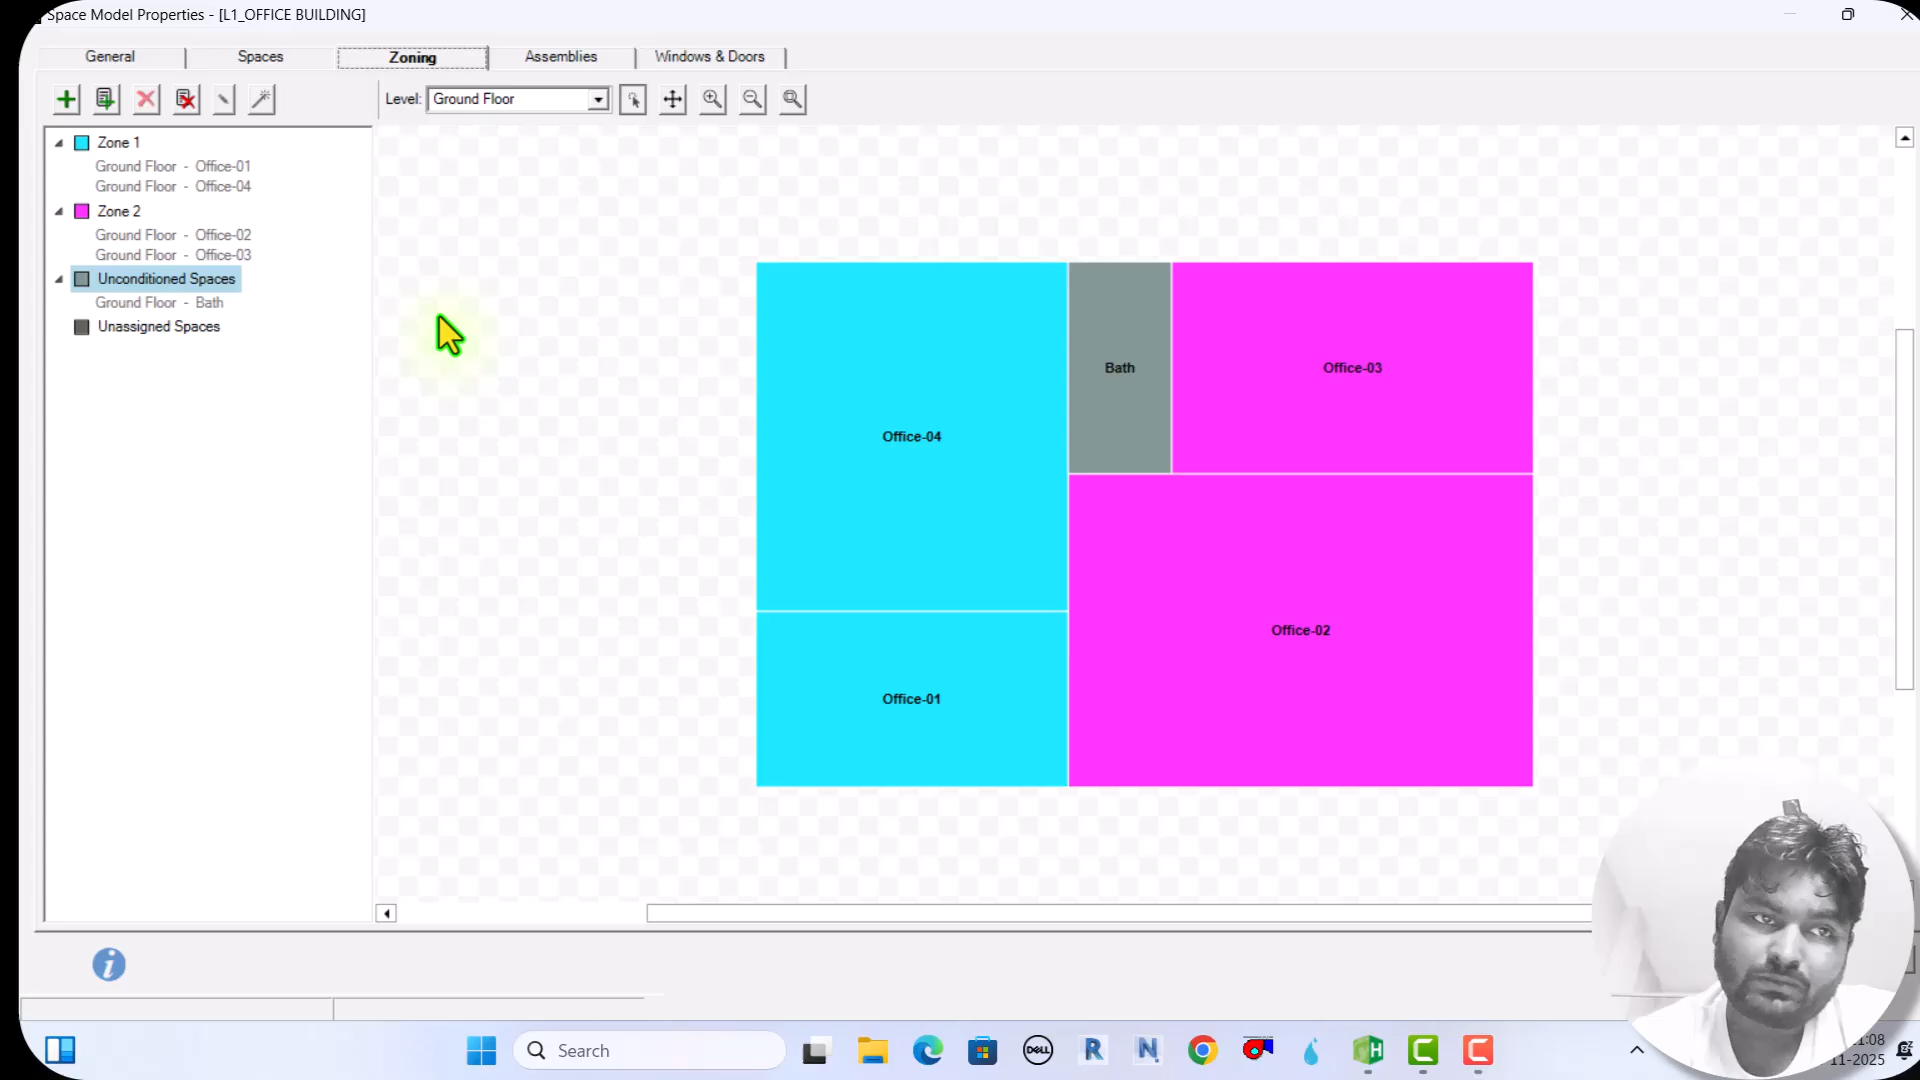 Space Model Properties - [L1_OFFICE BUILDING]
General
Spaces
Zoning
Assemblies
Windows & Doors
Level:
Ground Floor
Zone 1
Ground Floor - Office-01
Ground Floor - Office-04
Zone 2
Ground Floor - Office-02
Ground Floor - Office-03
Unconditioned Spaces
Ground Floor - Bath
Unassigned Spaces
Bath
Office-03
Office-04
Office-02
Office-01
Search
DELL